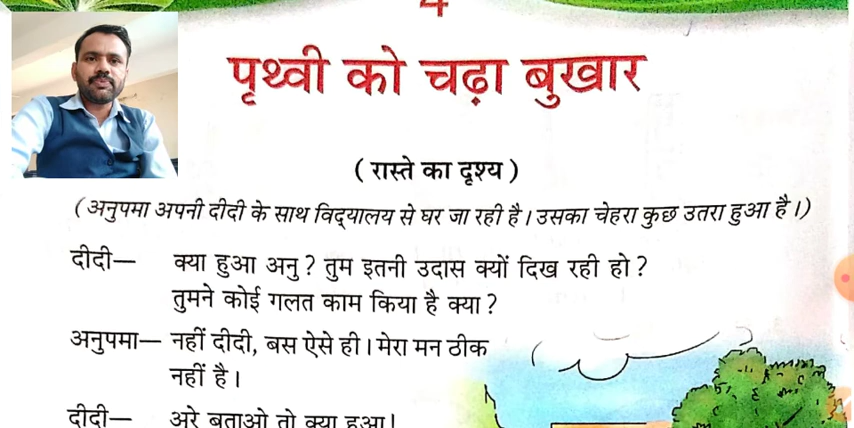 4
पृथ्वी को चढ़ा बुखार
( रास्ते का दृश्य )
(अनुपमा अपनी दीदी के साथ विद्यालय से घर जा रही है। उसका चेहरा कुछ उतरा हुआ है।)
दीदी— क्या हुआ अनु? तुम इतनी उदास क्यों दिख रही हो?
तुमने कोई गलत काम किया है क्या?
अनुपमा— नहीं दीदी, बस ऐसे ही। मेरा मन ठीक
नहीं है।
दीदी— अरे बताओ तो क्या हुआ!